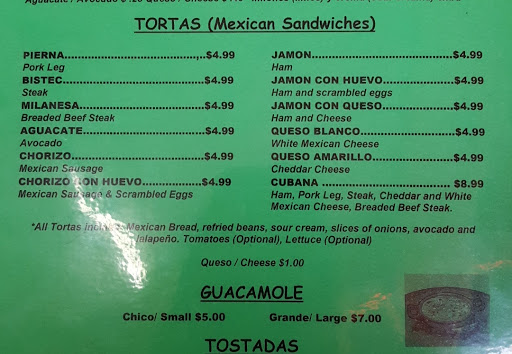 TORTAS (Mexican Sandwiches)
PIERNA......................................,..$4.99
Pork Leg
BISTEC..........................................$4.99
Steak
MILANESA....................................$4.99
Breaded Beef Steak
AGUACATE...................................$4.99
Avocado
CHORIZO......................................$4.99
Mexican Sausage
CHORIZO CON HUEVO................$4.99
Mexican Sausage & Scrambled Eggs
JAMON............................................$4.99
Ham
JAMON CON HUEVO....................$4.99
Ham and scrambled eggs
JAMON CON QUESO....................$4.99
Ham and Cheese
QUESO BLANCO...........................$4.99
White Mexican Cheese
QUESO AMARILLO.......................$4.99
Cheddar Cheese
CUBANA ........................................ $8.99
Ham, Pork Leg, Steak, Cheddar and White
Mexican Cheese, Breaded Beef Steak.
*All Tortas Mexican Bread, refried beans, sour cream, slices of onions, avocado and
Jalapeño. Tomatoes (Optional), Lettuce (Optional)
Queso / Cheese $1.00
GUACAMOLE
Chico/ Small $5.00
Grande/ Large $7.00
TOSTADAS